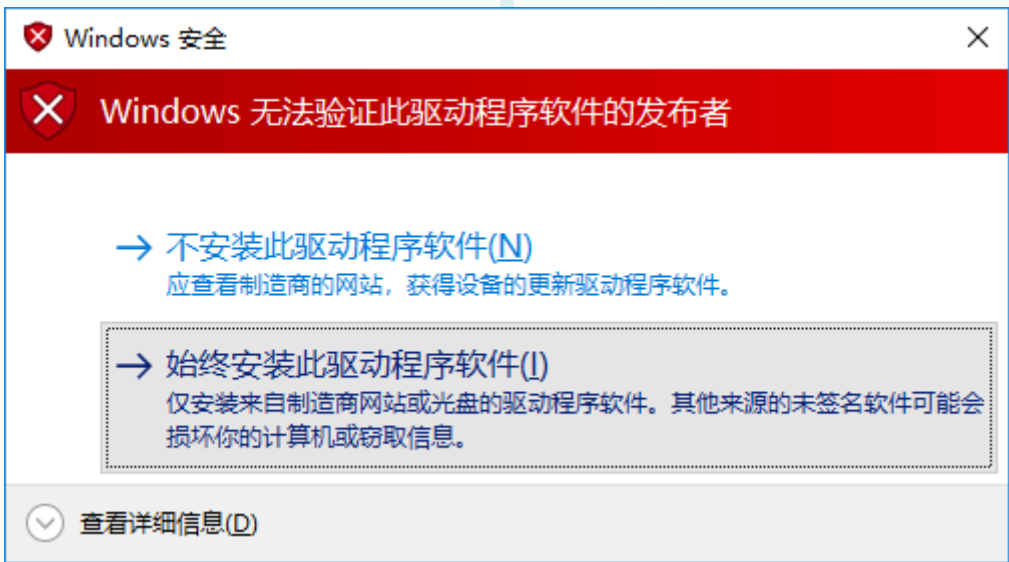 Windows 安全
Windows 无法验证此驱动程序软件的发布者
→ 不安装此驱动程序软件(N)
应查看制造商的网站，获得设备的更新驱动程序软件。
→ 始终安装此驱动程序软件(I)
仅安装来自制造商网站或光盘的驱动程序软件。其他来源的未签名软件可能会
损坏你的计算机或窃取信息。
查看详细信息(D)